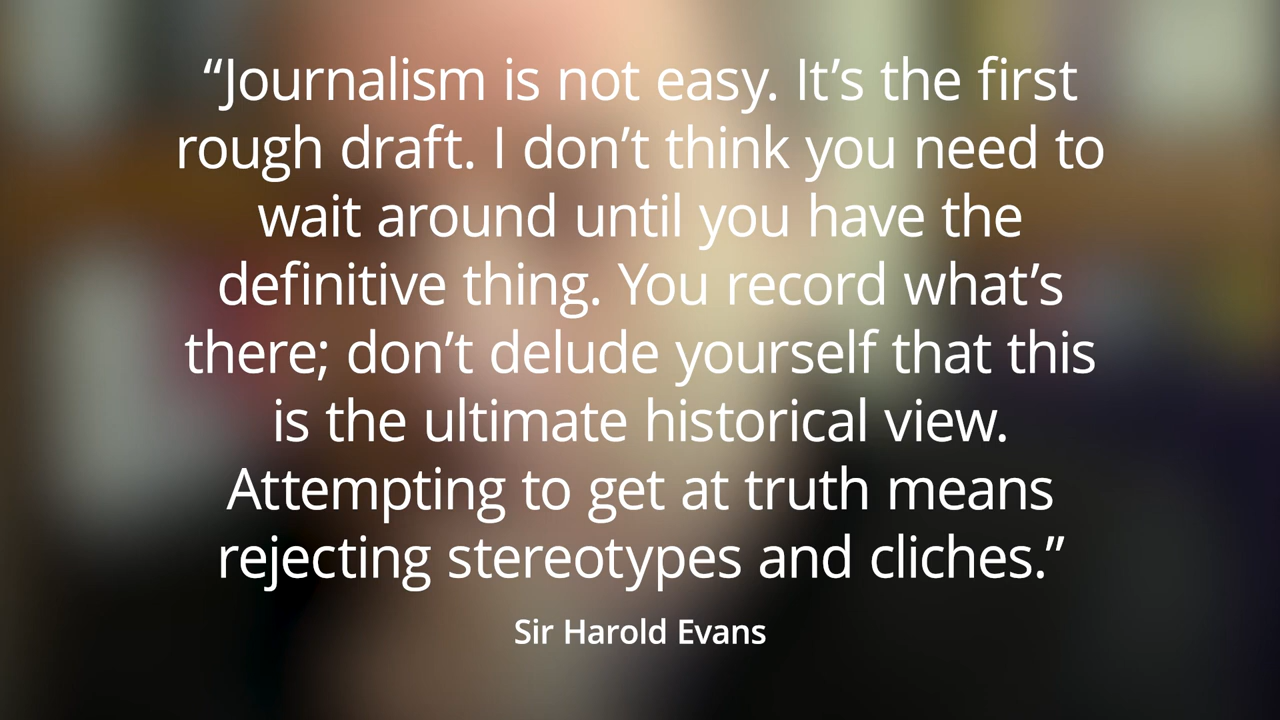 “Journalism is not easy. It’s the first
rough draft. I don’t think you need to
wait around until you have the
definitive thing. You record what’s
there; don’t delude yourself that this
is the ultimate historical view.
Attempting to get at truth means
rejecting stereotypes and cliches.”
Sir Harold Evans